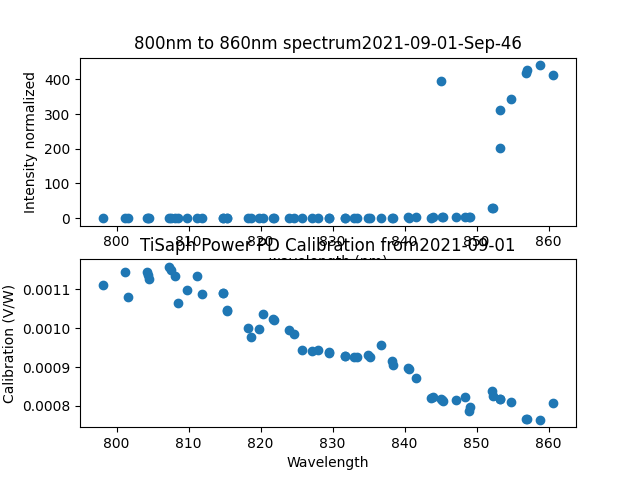 800nm to 860nm spectrum2021-09-01-Sep-46
400
300
200
100
0
Intensity normalized
800 810 820 830 840 850 860
wavelength (nm)
TiSaph Power PD Calibration from2021-09-01
0.0011
0.0010
0.0009
0.0008
Calibration (V/W)
800 810 820 830 840 850 860
Wavelength